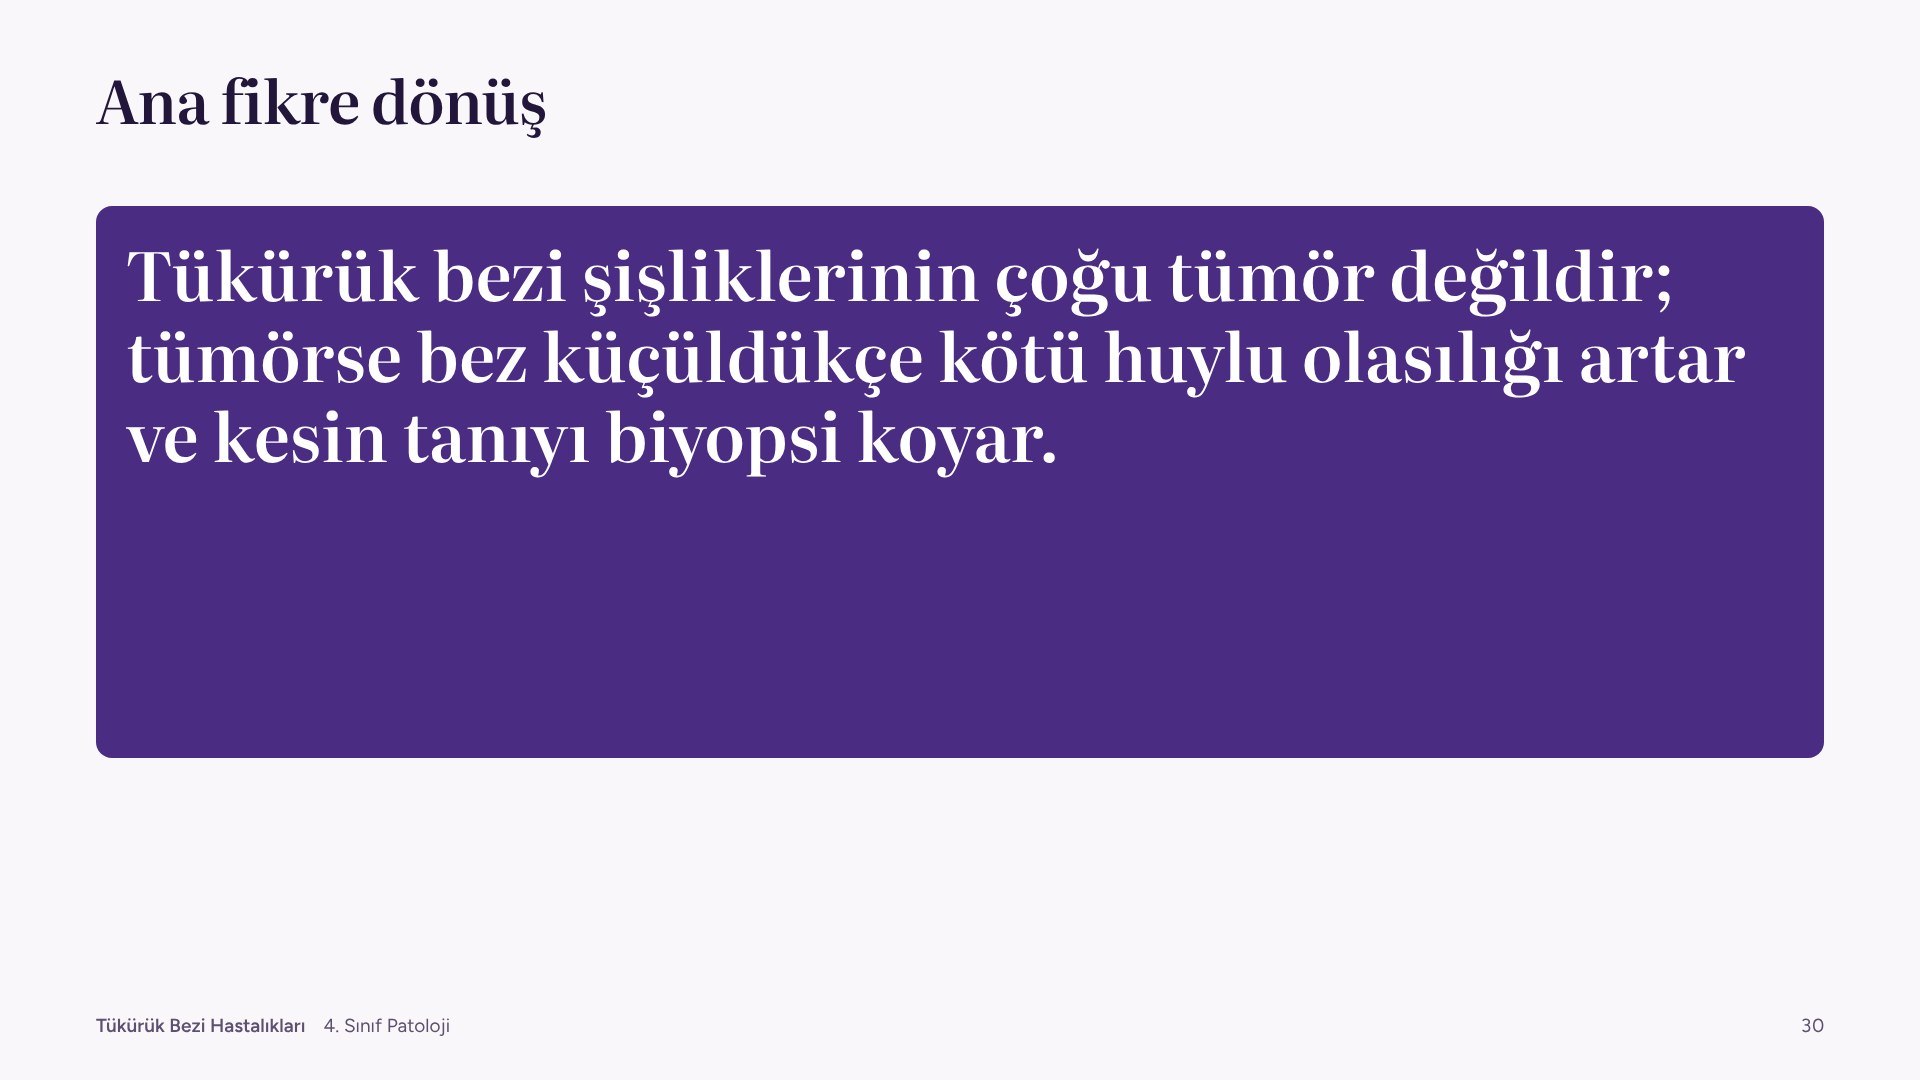 Ana fikre dönüş
Tükürük bezi şişliklerinin çoğu tümör değildir;
tümörse bez küçüldükçe kötü huylu olasılığı artar
ve kesin tanıyı biyopsi koyar.
Tükürük Bezi Hastalıkları 4. Sınıf Patoloji
30